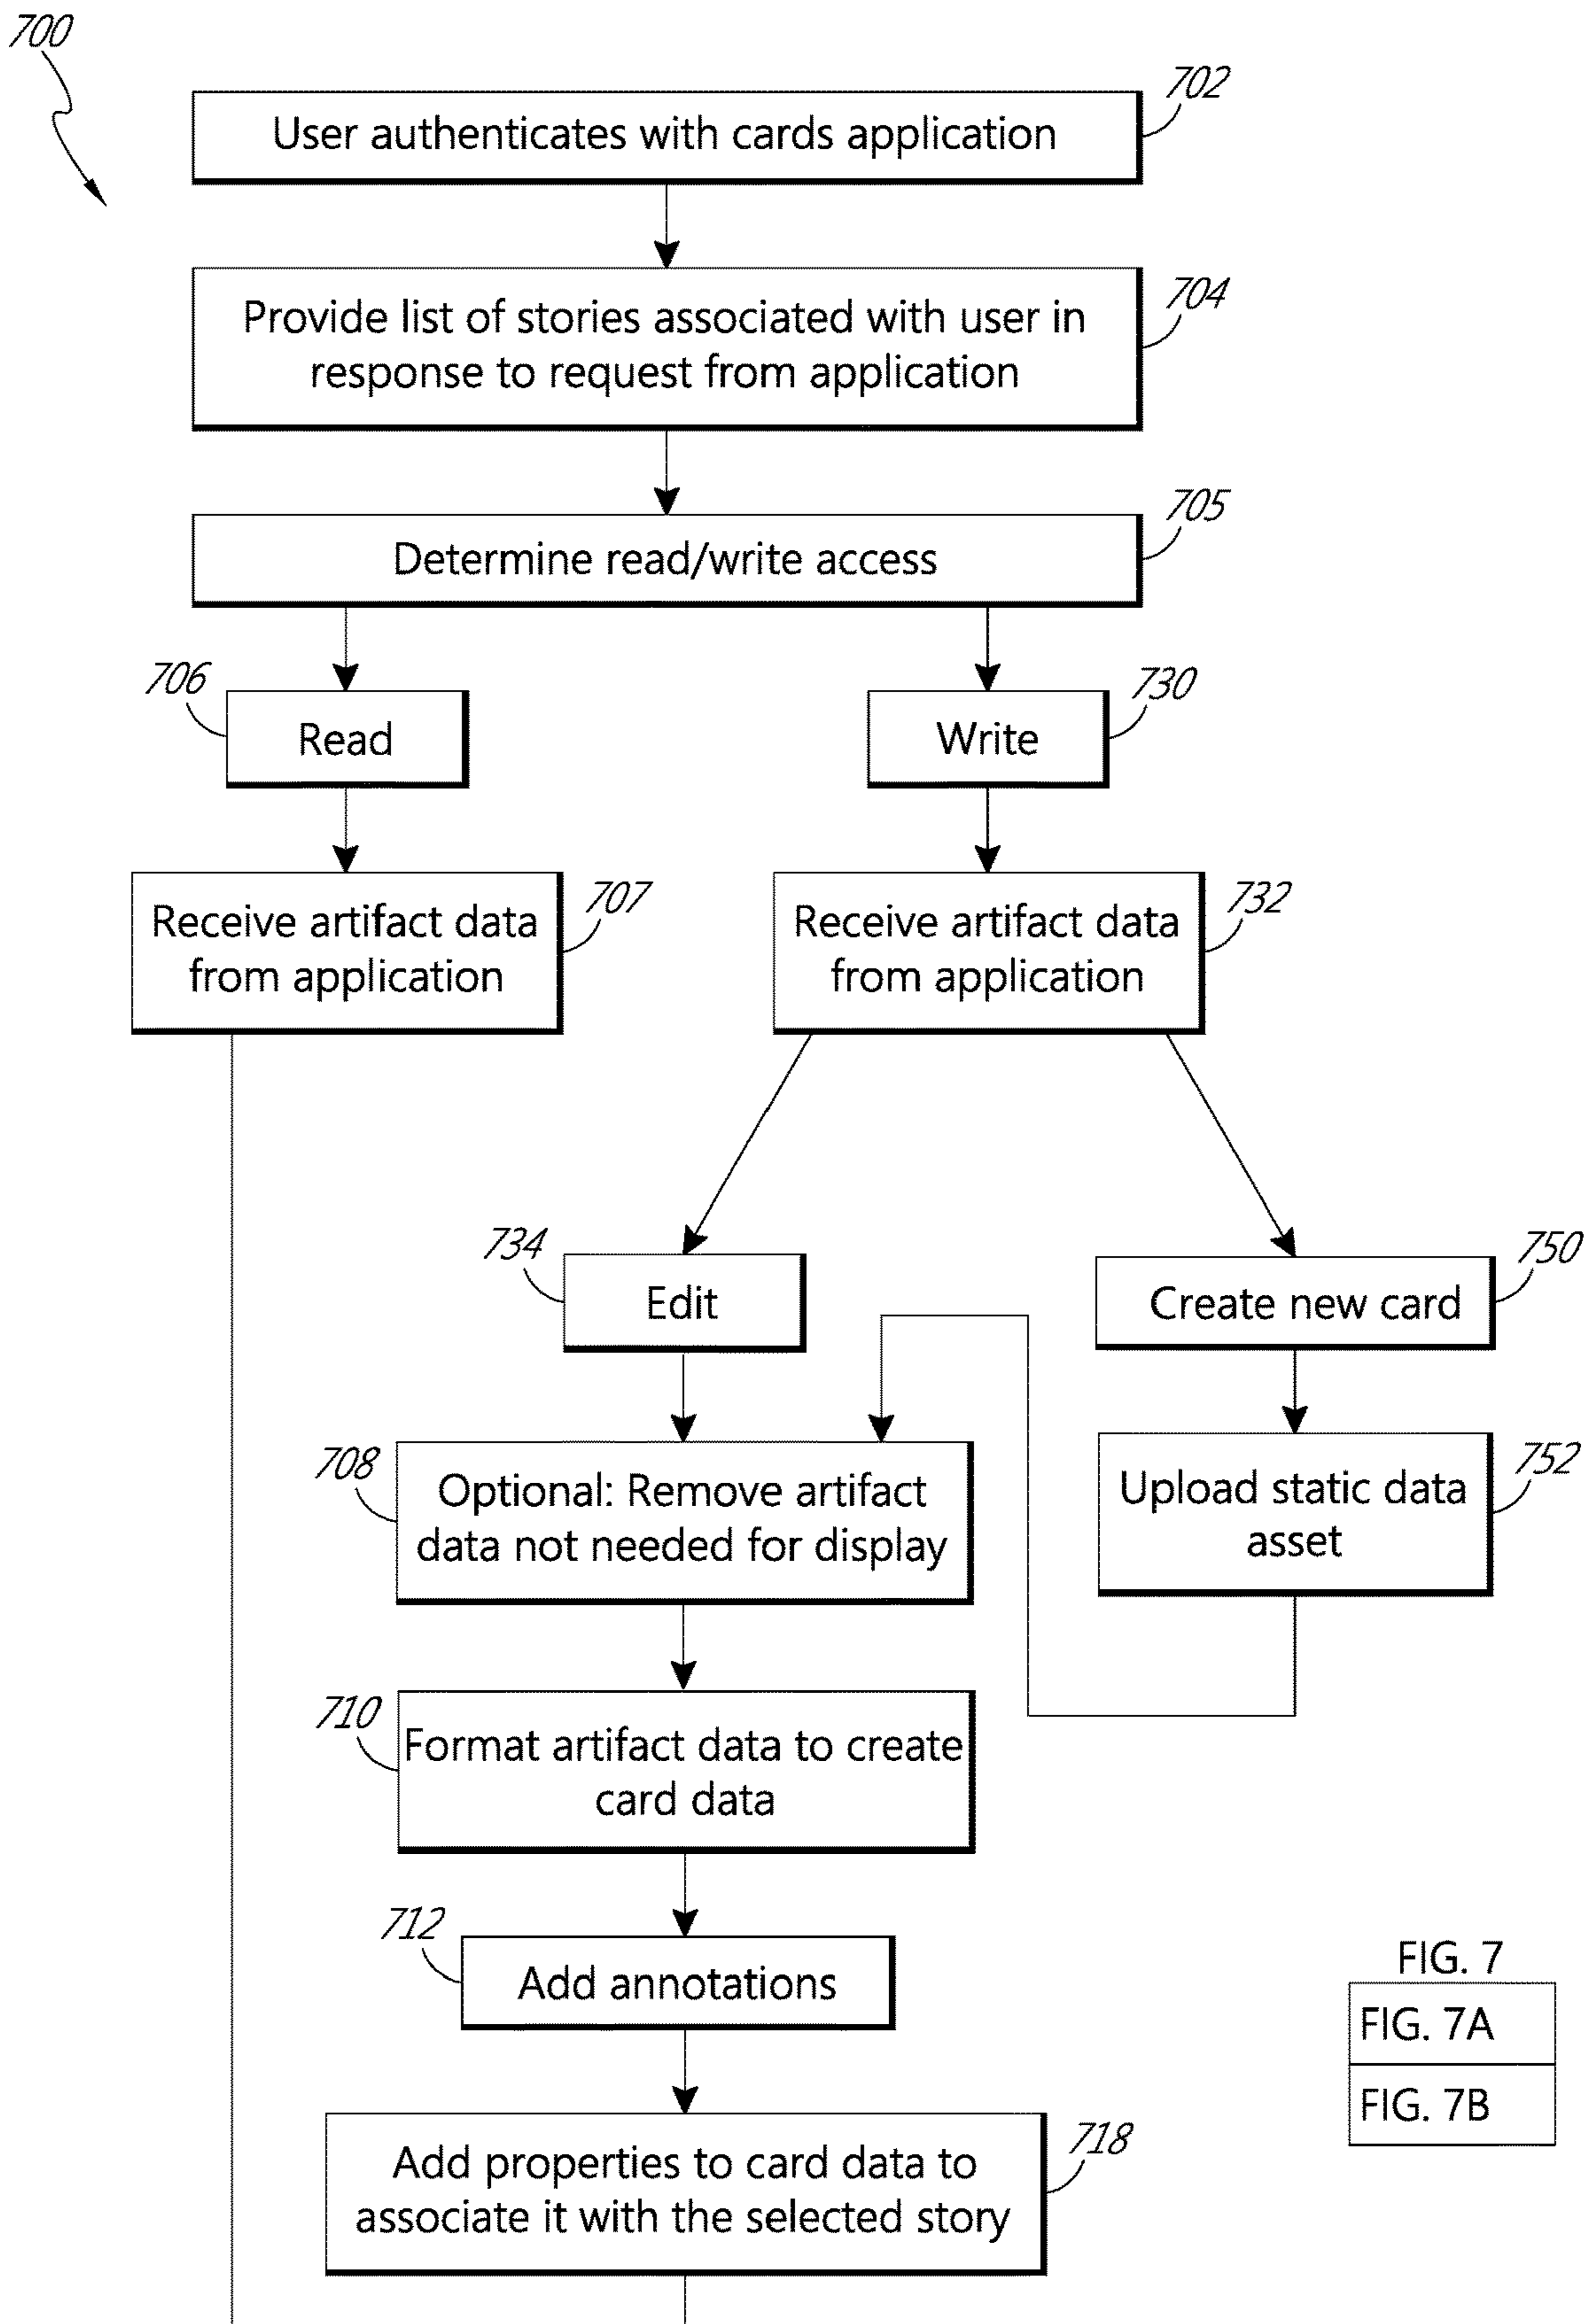 700
702
User authenticates with cards application
704
Provide list of stories associated with user in
response to request from application
705
Determine read/write access
706
Read
730
Write
707
Receive artifact data
from application
732
Receive artifact data
from application
734
Edit
750
Create new card
708
Optional: Remove artifact
data not needed for display
752
Upload static data
asset
710
Format artifact data to create
card data
712
Add annotations
718
Add properties to card data to
associate it with the selected story
FIG. 7
FIG. 7A
FIG. 7B